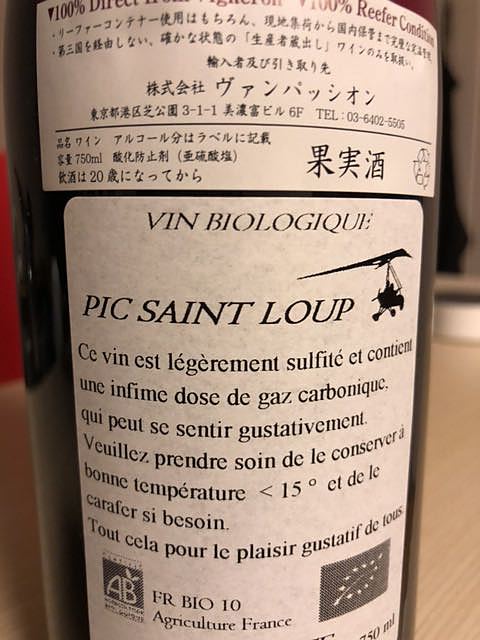 ▼100% Direct from Vigneron ▼100% Reefer Condition
・リーファーコンテナー使用はもちろん、現地集荷から国内保管まで完璧な定温管理
・第三国を経由しない、確かな状態の「生産者蔵出し」ワインのみを取扱い。
輸入者及び引き取り先
株式会社 ヴァンパッシオン
東京都港区芝公園 3-1-1 美濃富ビル 6F TEL:03-6402-5505
品名 ワイン アルコール分はラベルに記載
容量 750ml 酸化防止剤 (亜硫酸塩)
飲酒は 20 歳になってから
果実酒
VIN BIOLOGIQUE
PIC SAINT LOUP
Ce vin est légèrement sulfité et contient
une infime dose de gaz carbonique,
qui peut se sentir gustativement.
Veuillez prendre soin de le conserver à
bonne température < 15 ° et de le
carafer si besoin.
Tout cela pour le plaisir gustatif de tous.
AB
FR BIO 10
Agriculture France
750 ml